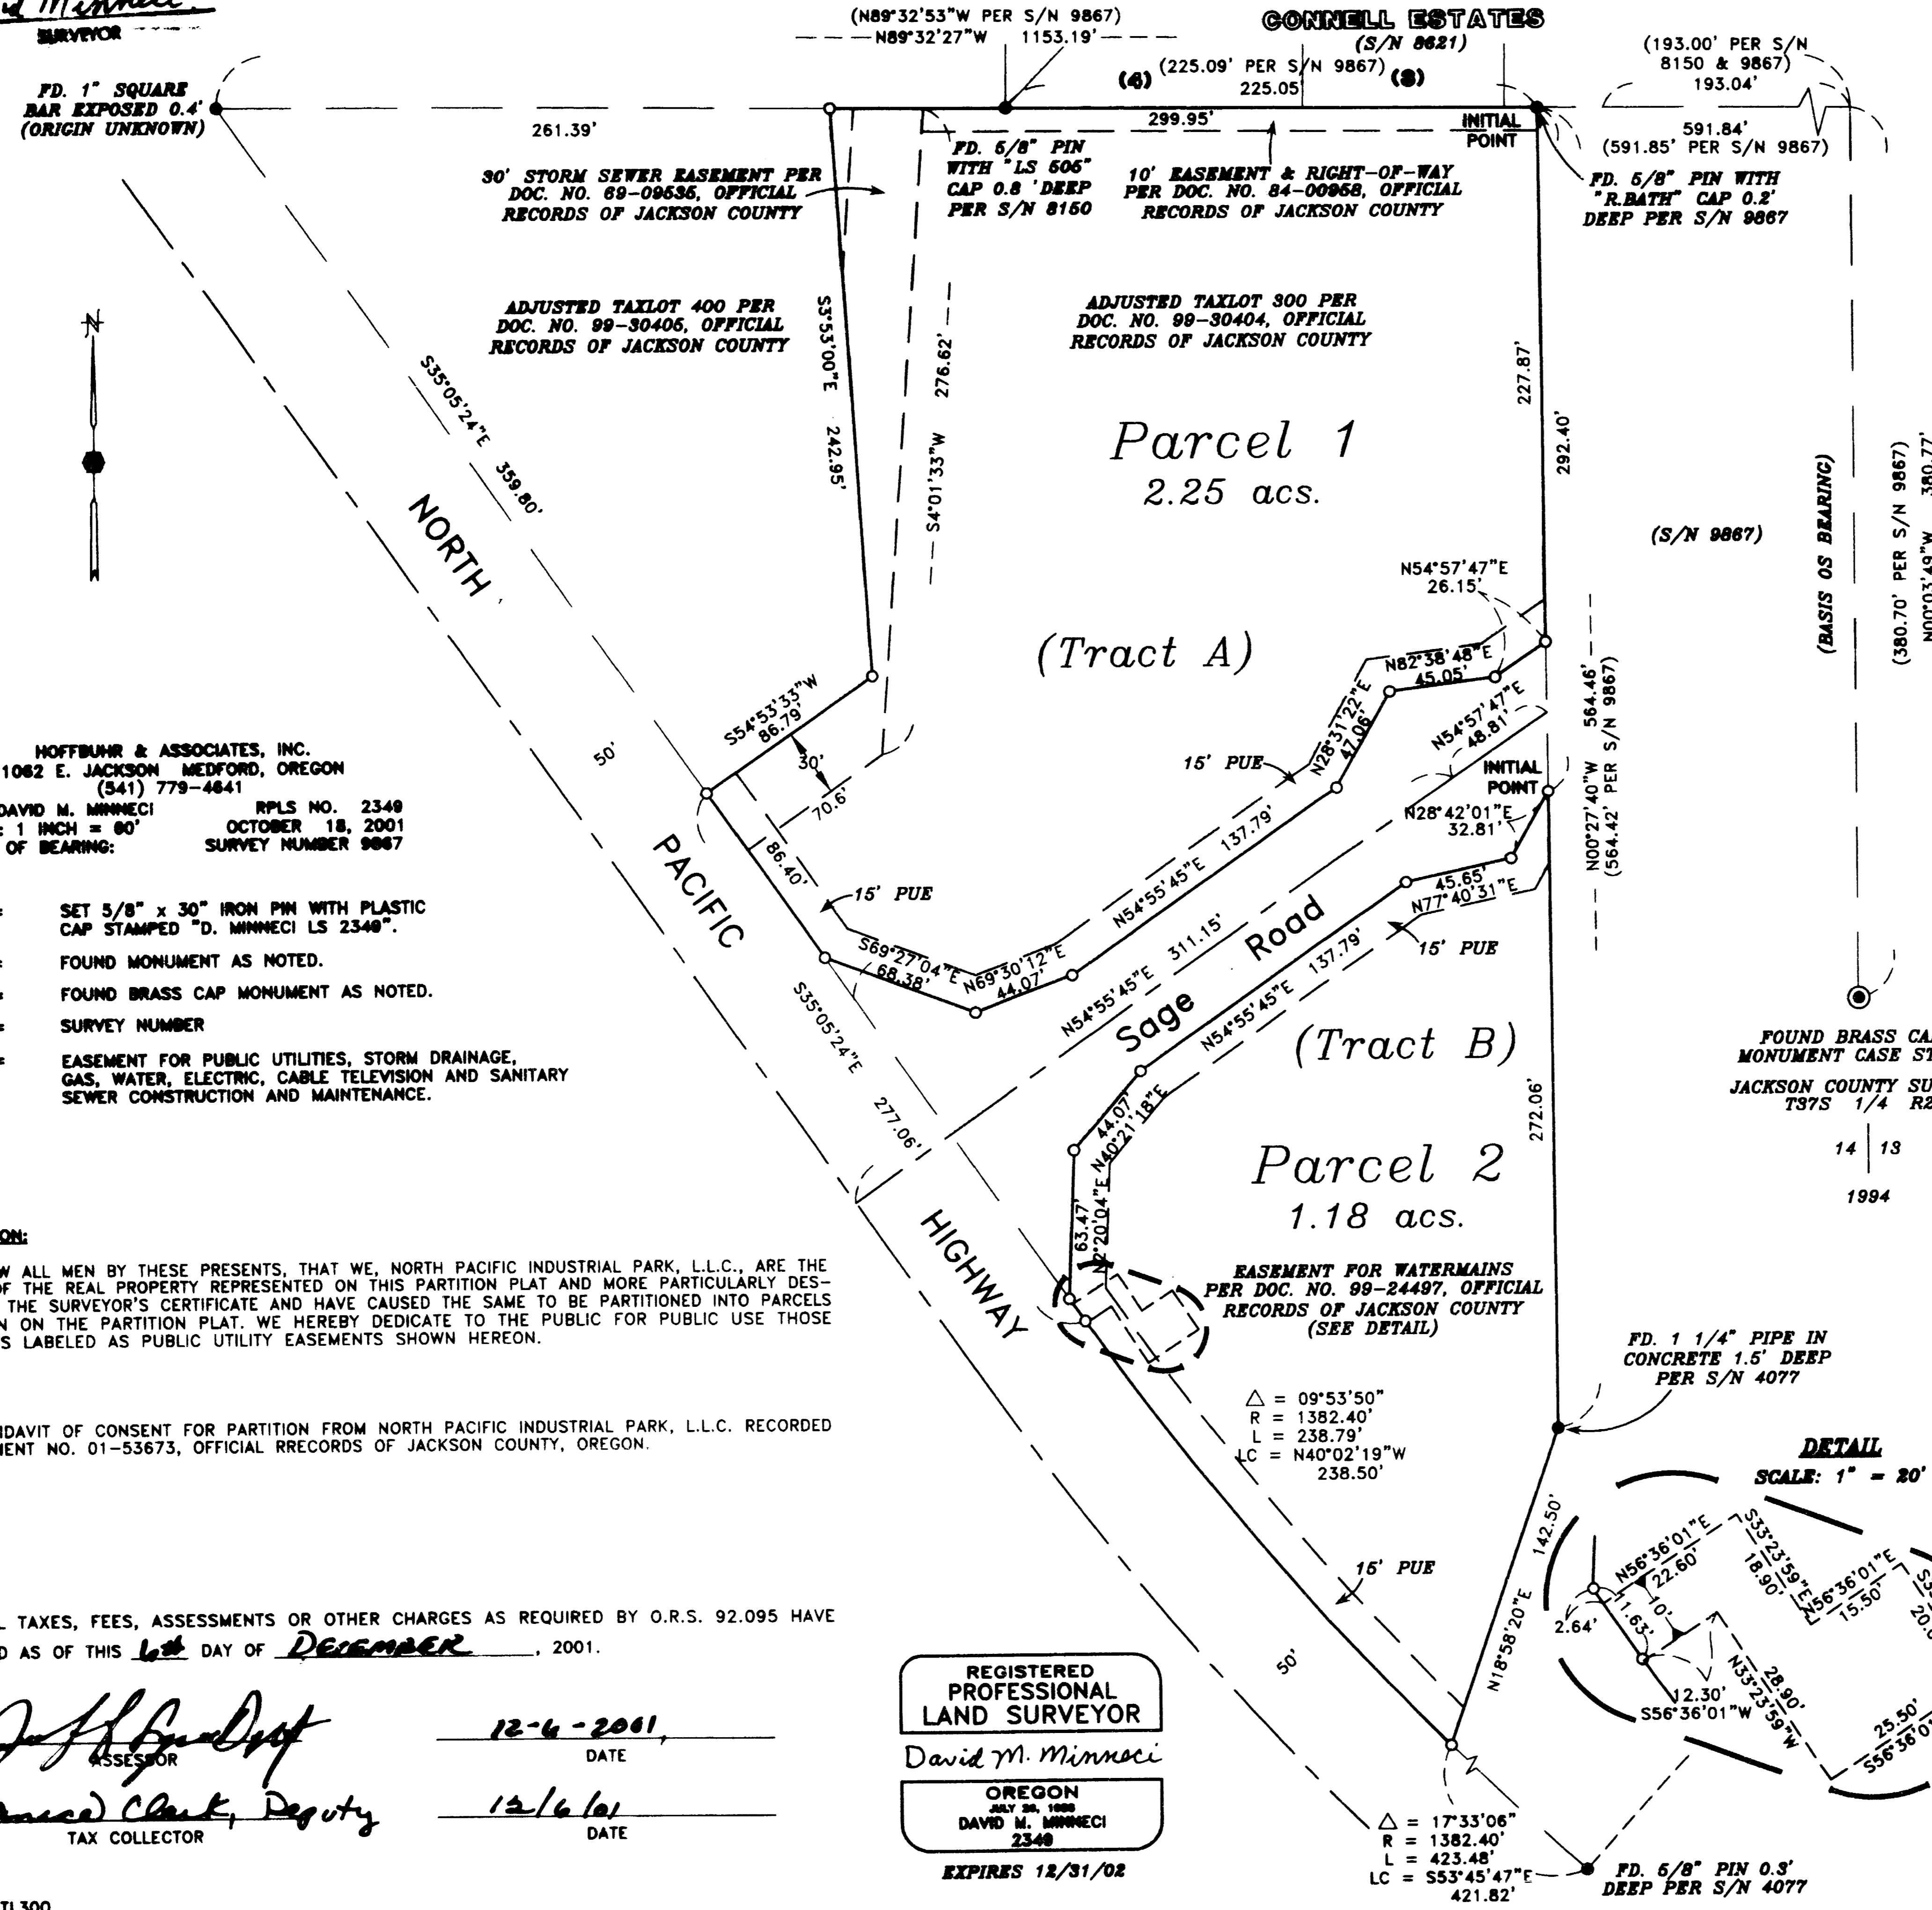 SURVEYOR
(N89°32'53"W PER S/N 9867)
N89°32'27"W 1153.19'
CONNELL ESTATES
(S/N 8621)
(193.00' PER S/N
8150 & 9867)
193.04'
FD. 1" SQUARE
BAR EXPOSED 0.4'
(ORIGIN UNKNOWN)
(225.09' PER S/N 9867)
225.05
261.39'
299.95'
INITIAL
POINT
591.84'
(591.85' PER S/N 9867)
30' STORM SEWER EASEMENT PER
DOC. NO. 69-09535, OFFICIAL
RECORDS OF JACKSON COUNTY
FD. 5/8" PIN
WITH "LS 506"
CAP 0.8 'DEEP
PER S/N 8150
10' EASEMENT & RIGHT-OF-WAY
PER DOC. NO. 84-00958, OFFICIAL
RECORDS OF JACKSON COUNTY
FD. 5/8" PIN WITH
"R.BATH" CAP 0.2'
DEEP PER S/N 9867
ADJUSTED TAXLOT 400 PER
DOC. NO. 99-30405, OFFICIAL
RECORDS OF JACKSON COUNTY
ADJUSTED TAXLOT 300 PER
DOC. NO. 99-30404, OFFICIAL
RECORDS OF JACKSON COUNTY
N
S35°05'24"E 359.80'
S3°53'00"E 242.95'
S4°01'33"W 276.62'
227.87'
292.40'
Parcel 1
2.25 acs.
(S/N 9867)
(BASIS OS BEARING)
(380.70' PER S/N 9867)
N00°03'49"W 380.77'
NORTH
(Tract A)
N54°57'47"E
26.15'
N82°38'48"E
45.05'
N28°31'22"E
47.06'
N54°57'47"E
48.81'
N00°27'40"W 564.46'
(564.42' PER S/N 9867)
S54°53'33"W
86.79'
50'
30'
70.6'
86.40'
15' PUE
INITIAL
POINT
N28°42'01"E
32.81'
HOFFBUHR & ASSOCIATES, INC.
1062 E. JACKSON MEDFORD, OREGON
(541) 779-4641
DAVID M. MINNECI RPLS NO. 2349
: 1 INCH = 60' OCTOBER 18, 2001
OF BEARING: SURVEY NUMBER 9867
PACIFIC
15' PUE
N54°55'45"E 137.79'
45.65'
N77°40'31"E
15' PUE
SET 5/8" x 30" IRON PIN WITH PLASTIC
CAP STAMPED "D. MINNECI LS 2349".
FOUND MONUMENT AS NOTED.
FOUND BRASS CAP MONUMENT AS NOTED.
SURVEY NUMBER
EASEMENT FOR PUBLIC UTILITIES, STORM DRAINAGE,
GAS, WATER, ELECTRIC, CABLE TELEVISION AND SANITARY
SEWER CONSTRUCTION AND MAINTENANCE.
S69°27'04"E
68.38'
N69°30'12"E
44.07'
N54°55'45"E 311.15'
Sage Road
137.79'
N54°55'45"E
S35°05'24"E 277.06'
(Tract B)
FOUND BRASS CA
MONUMENT CASE ST
JACKSON COUNTY SU
T37S 1/4 R2
14 | 13
1994
44.07'
N40°21'18"E
63.47'
N2°20'04"E
272.06'
Parcel 2
1.18 acs.
HIGHWAY
ON:
W ALL MEN BY THESE PRESENTS, THAT WE, NORTH PACIFIC INDUSTRIAL PARK, L.L.C., ARE THE
OF THE REAL PROPERTY REPRESENTED ON THIS PARTITION PLAT AND MORE PARTICULARLY DES-
THE SURVEYOR'S CERTIFICATE AND HAVE CAUSED THE SAME TO BE PARTITIONED INTO PARCELS
N ON THE PARTITION PLAT. WE HEREBY DEDICATE TO THE PUBLIC FOR PUBLIC USE THOSE
S LABELED AS PUBLIC UTILITY EASEMENTS SHOWN HEREON.
EASEMENT FOR WATERMAINS
PER DOC. NO. 99-24497, OFFICIAL
RECORDS OF JACKSON COUNTY
(SEE DETAIL)
FD. 1 1/4" PIPE IN
CONCRETE 1.5' DEEP
PER S/N 4077
△ = 09°53'50"
R = 1382.40'
L = 238.79'
LC = N40°02'19"W
238.50'
IDAVIT OF CONSENT FOR PARTITION FROM NORTH PACIFIC INDUSTRIAL PARK, L.L.C. RECORDED
MENT NO. 01-53673, OFFICIAL RRECORDS OF JACKSON COUNTY, OREGON.
DETAIL
SCALE: 1" = 20'
N18°58'20"E 142.50'
15' PUE
50'
N56°36'01"E
22.60'
S33°23'59"E
18.90'
N56°36'01"E
15.50'
10'
11.63'
2.64'
12.30'
S56°36'01"W
28.90'
N33°23'59"W
25.50'
L TAXES, FEES, ASSESSMENTS OR OTHER CHARGES AS REQUIRED BY O.R.S. 92.095 HAVE
D AS OF THIS 6th DAY OF DECEMBER, 2001.
ASSESSOR
12-6-2001
DATE
Clark, Deputy
TAX COLLECTOR
12/6/01
DATE
REGISTERED
PROFESSIONAL
LAND SURVEYOR
David M. Minneci
OREGON
DAVID M. MINNECI
2349
EXPIRES 12/31/02
△ = 17°33'06"
R = 1382.40'
L = 423.48'
LC = S53°45'47"E
421.82'
FD. 5/8" PIN 0.3'
DEEP PER S/N 4077
TL300